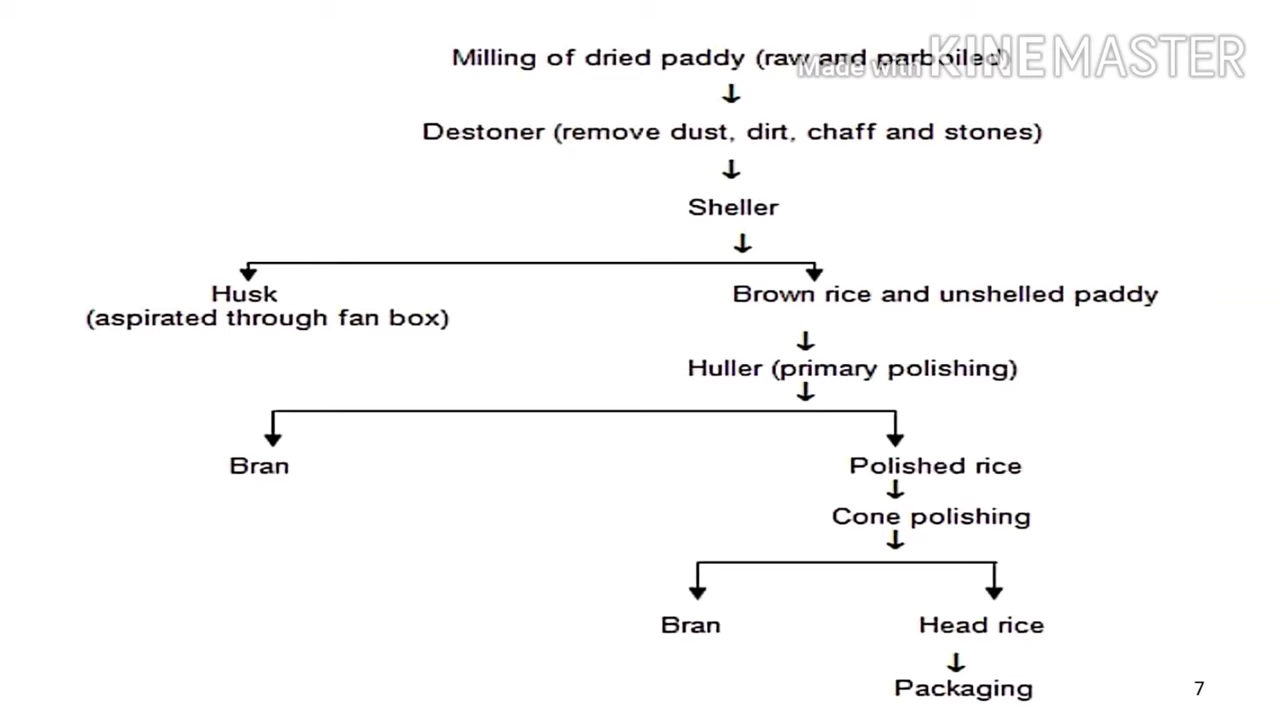 Milling of dried paddy (raw and parboiled)
Made with KINEMASTER
Destoner (remove dust, dirt, chaff and stones)
Sheller
Husk
(aspirated through fan box)
Brown rice and unshelled paddy
Huller (primary polishing)
Bran
Polished rice
Cone polishing
Bran
Head rice
Packaging
7